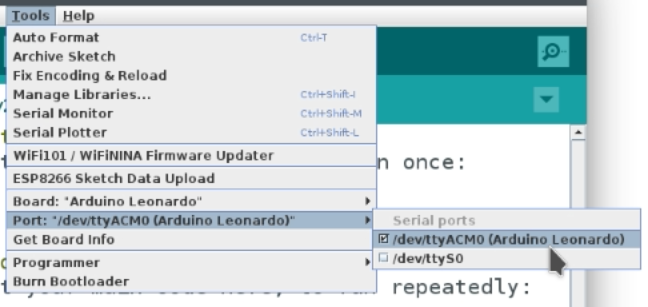 Tools Help
Auto Format Ctrl-T
Archive Sketch
Fix Encoding & Reload
Manage Libraries... Ctrl+Shift-I
Serial Monitor Ctrl+Shift-M
Serial Plotter Ctrl+Shift-L
WiFi101 / WiFiNINA Firmware Updater
n once:
ESP8266 Sketch Data Upload
Board: "Arduino Leonardo"
Port: "/dev/ttyACM0 (Arduino Leonardo)"
Serial ports
/dev/ttyACM0 (Arduino Leonardo)
/dev/ttyS0
Get Board Info
Programmer
Burn Bootloader
repeatedly: